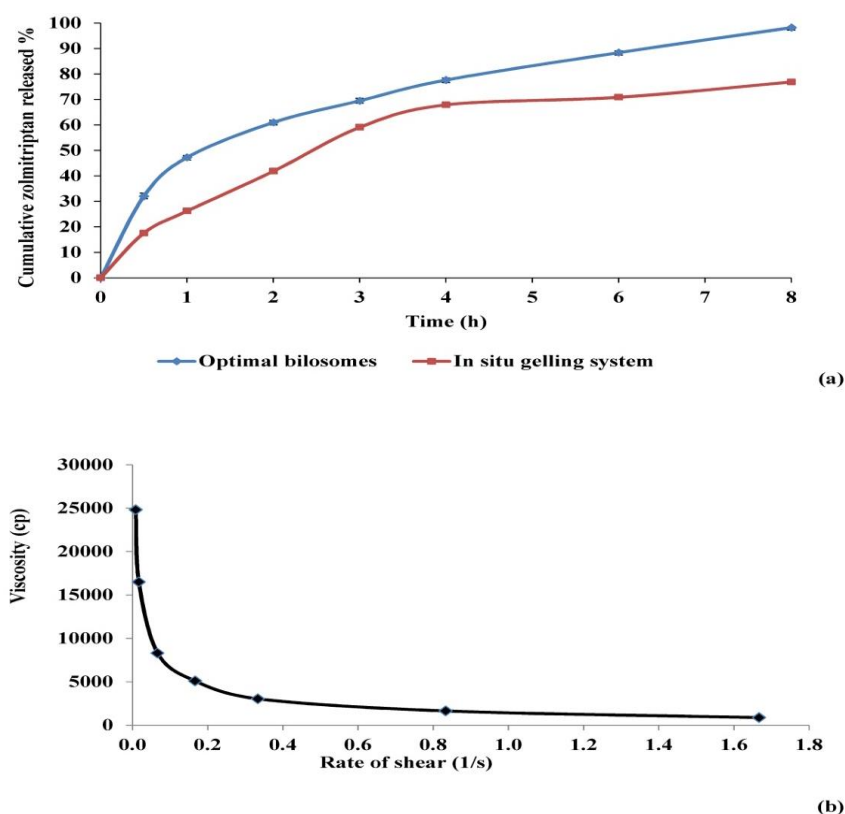 Cumulative zolmitriptan released %
100
90
80
70
60
50
40
30
20
10
0
0 1 2 3 4 5 6 7 8
Time (h)
Optimal bilosomes In situ gelling system
(a)
Viscosity (cp)
30000
25000
20000
15000
10000
5000
0
0.0 0.2 0.4 0.6 0.8 1.0 1.2 1.4 1.6 1.8
Rate of shear (1/s)
(b)